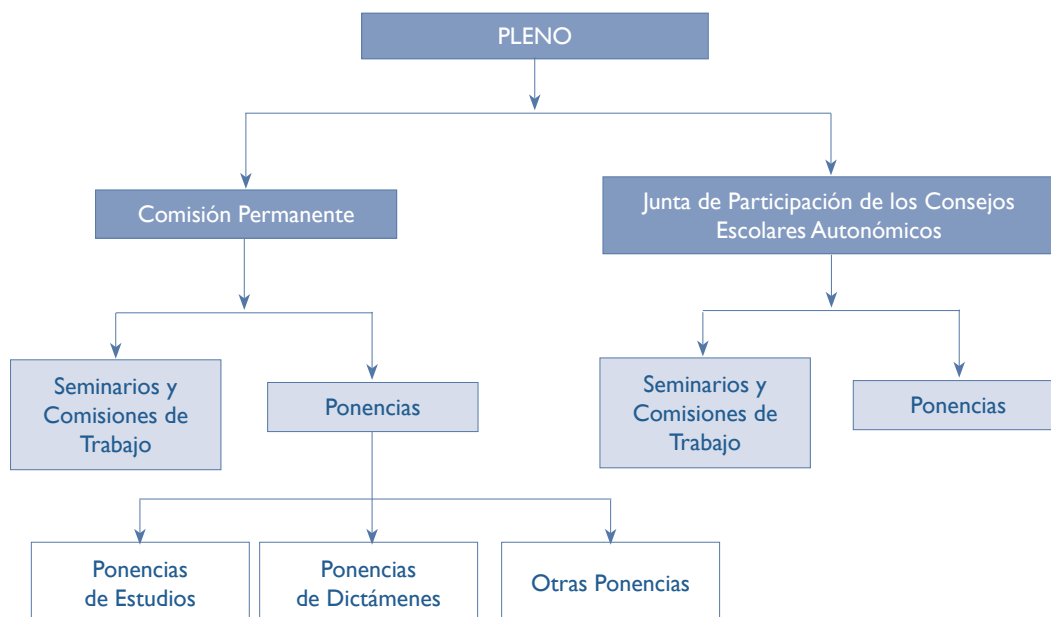 PLENO
Comisión Permanente
Junta de Participación de los Consejos
Escolares Autonómicos
Seminarios y
Comisiones de
Trabajo
Ponencias
Seminarios y
Comisiones de
Trabajo
Ponencias
Ponencias
de Estudios
Ponencias
de Dictámenes
Otras Ponencias